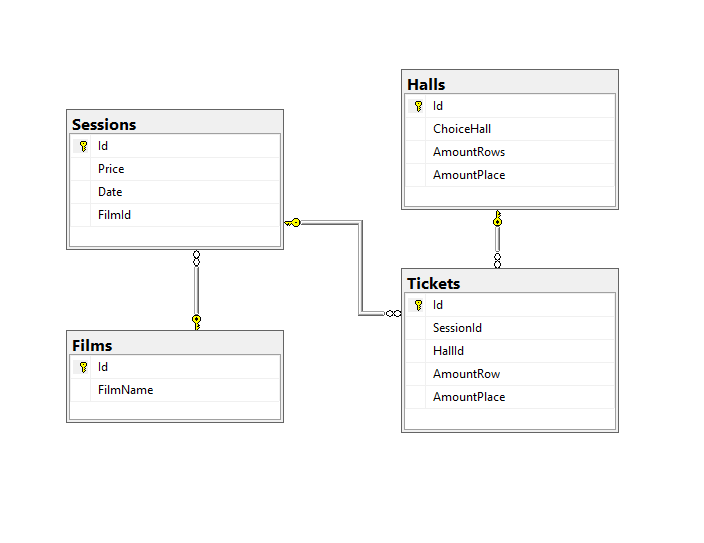 Sessions
Id
Price
Date
FilmId
Halls
Id
ChoiceHall
AmountRows
AmountPlace
Films
Id
FilmName
Tickets
Id
SessionId
HallId
AmountRow
AmountPlace